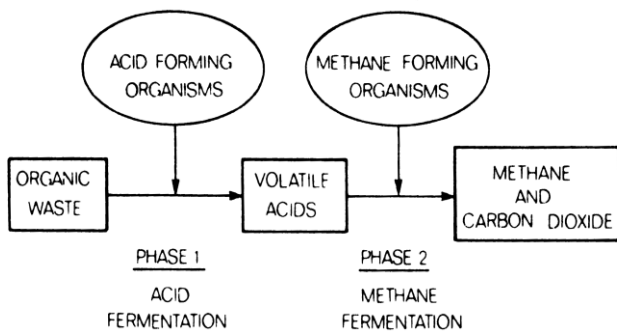 ACID FORMING
ORGANISMS
METHANE FORMING
ORGANISMS
ORGANIC
WASTE
VOLATILE
ACIDS
METHANE
AND
CARBON DIOXIDE
PHASE 1
ACID
FERMENTATION
PHASE 2
METHANE
FERMENTATION